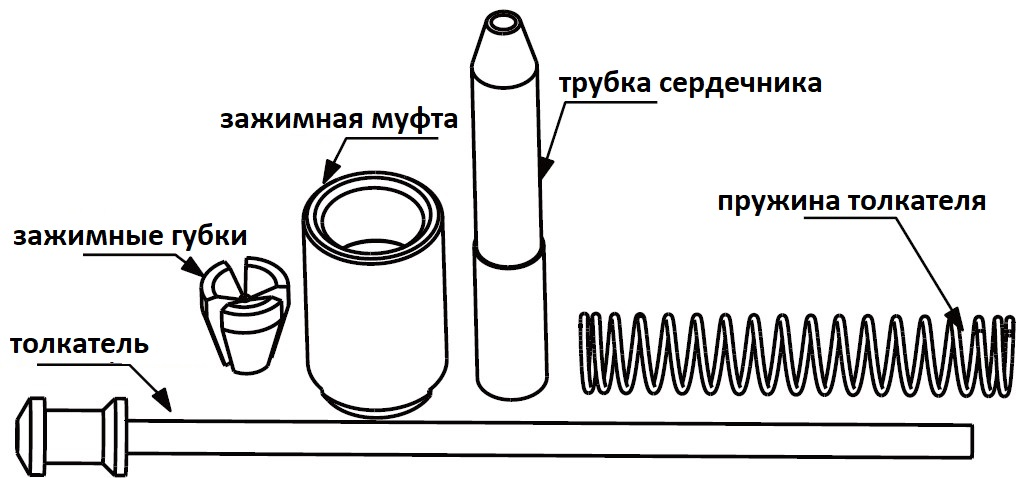 трубка сердечника
зажимная муфта
пружина толкателя
зажимные губки
толкатель